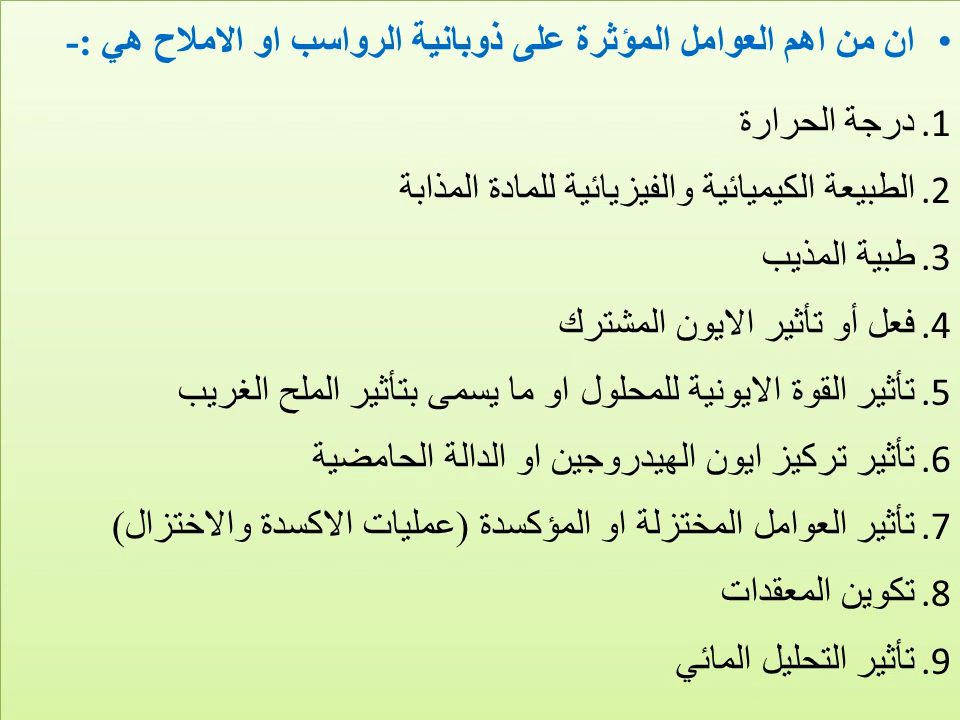 • ان من اهم العوامل المؤثرة على ذوبانية الرواسب او الاملاح هي :-
1. درجة الحرارة
2. الطبيعة الكيميائية والفيزيائية للمادة المذابة
3. طبية المذيب
4. فعل أو تأثير الايون المشترك
5. تأثير القوة الايونية للمحلول او ما يسمى بتأثير الملح الغريب
6. تأثير تركيز ايون الهيدروجين او الدالة الحامضية
7. تأثير العوامل المختزلة او المؤكسدة (عمليات الاكسدة والاختزال)
8. تكوين المعقدات
9. تأثير التحليل المائي